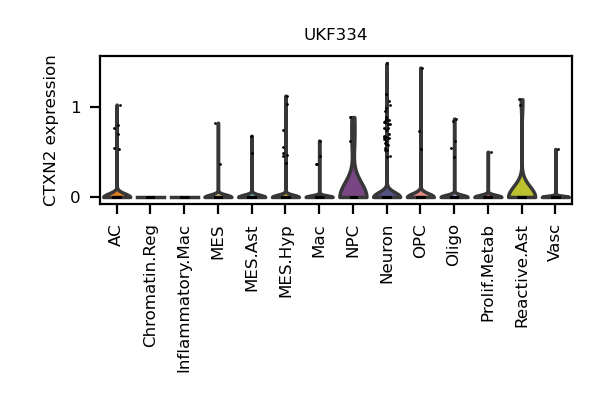 UKF334
CTXN2 expression
1
0
AC
Chromatin.Reg
Inflammatory.Mac
MES
MES.Ast
MES.Hyp
Mac
NPC
Neuron
OPC
Oligo
Prolif.Metab
Reactive.Ast
Vasc